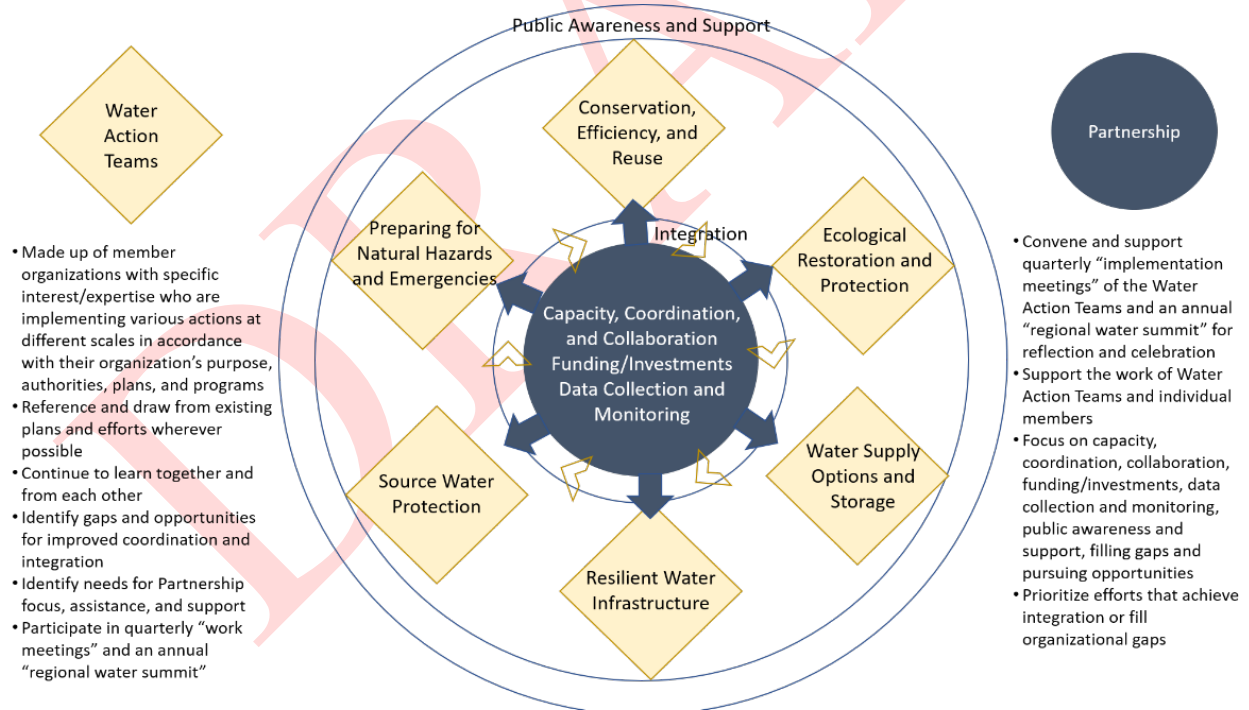 Public Awareness and Support
Water
Action
Teams
• Made up of member
organizations with specific
interest/expertise who are
implementing various actions at
different scales in accordance
with their organization's purpose,
authorities, plans, and programs
• Reference and draw from existing
plans and efforts wherever
possible
• Continue to learn together and
from each other
• Identify gaps and opportunities
for improved coordination and
integration
• Identify needs for Partnership
focus, assistance, and support
• Participate in quarterly “work
meetings” and an annual
“regional water summit”
Conservation,
Efficiency, and
Reuse
Preparing for
Natural Hazards
and Emergencies
Integration
Ecological
Restoration and
Protection
Capacity, Coordination,
and Collaboration
Funding/Investments
Data Collection and
Monitoring
Source Water
Protection
Water Supply
Options and
Storage
Resilient Water
Infrastructure
Partnership
• Convene and support
quarterly “implementation
meetings” of the Water
Action Teams and an annual
“regional water summit” for
reflection and celebration
• Support the work of Water
Action Teams and individual
members
• Focus on capacity,
coordination, collaboration,
funding/investments, data
collection and monitoring,
public awareness and
support, filling gaps and
pursuing opportunities
• Prioritize efforts that achieve
integration or fill
organizational gaps